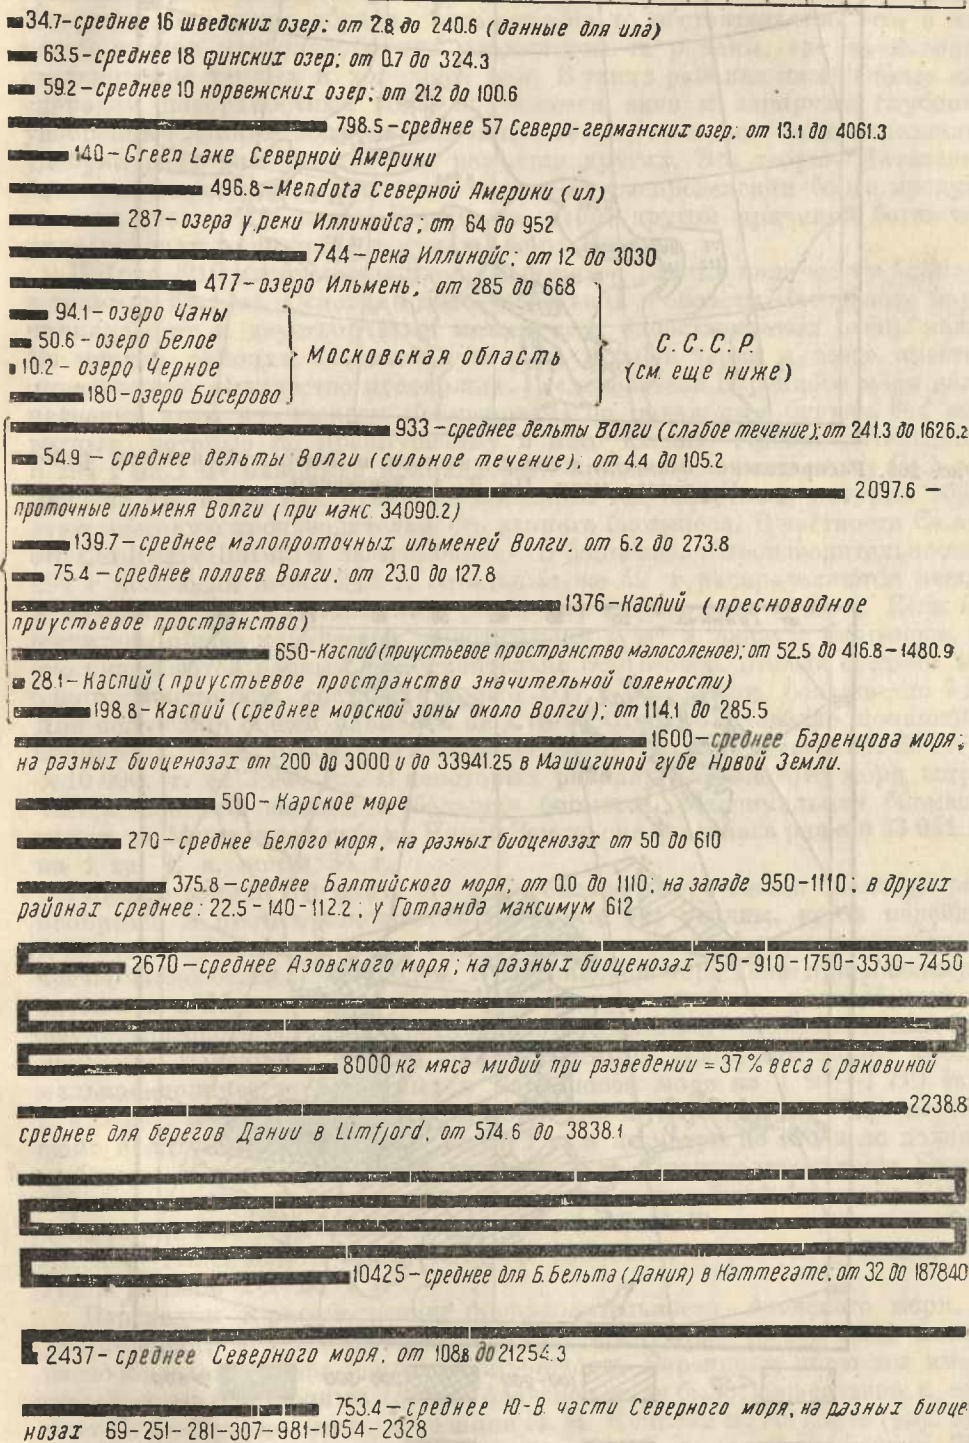 34.7-среднее 16 шведских озер: от 2.8 до 240.6 (данные для ила)
63.5-среднее 18 финских озер; от 0.7 до 324.3
59.2-среднее 10 норвежских озер, от 21.2 до 100.6
798.5-среднее 57 Северо-германских озер; от 13.1 до 4061.3
140-Green Lake Северной Америки
496.8-Mendota Северной Америки (ил)
287-озера у реки Иллинойса; от 64 до 952
744-река Иллинойс; от 12 до 3030
477-озеро Ильмень, от 285 до 668
94.1-озеро Чаны
50.6-озеро Белое
10.2-озеро Черное
180-озеро Бисерово
Московская область
С.С.С.Р.
(см. еще ниже)
933-среднее дельты Волги (слабое течение); от 241.3 до 1626.2
54.9-среднее дельты Волги (сильное течение), от 4.4 до 105.2
2097.6-
проточные ильменя Волги (при макс. 34090.2)
139.7-среднее малопроточных ильменей Волги, от 6.2 до 273.8
75.4-среднее полоев Волги, от 23.0 до 127.8
1376-Каспий (пресноводное
приустьевое пространство)
650-Каспий (приустьевое пространство малосоленое); от 52.5 до 416.8-1480.9
28.1-Каспий (приустьевое пространство значительной солености)
198.8-Каспий (среднее морской зоны около Волги); от 114.1 до 285.5
1600-среднее Баренцова моря;
на разных биоценозах от 200 до 3000 и до 33941.25 в Машигиной губе Новой Земли.
500-Карское море
270-среднее Белого моря, на разных биоценозах от 50 до 610
375.8-среднее Балтийского моря, от 0.0 до 1110; на западе 950-1110; в других
районах среднее: 22.5-140-112.2; у Готланда максимум 612
2670-среднее Азовского моря; на разных биоценозах 750-910-1750-3530-7450
8000 кг мяса мидий при разведении = 37% веса с раковиной
2238.8
среднее для берегов Дании в Limfjord, от 574.6 до 3838.1
10425-среднее для Б. Бельта (Дания) в Каттегате, от 32 до 187840
2437-среднее Северного моря, от 108.8 до 21254.3
753.4-среднее Ю-В части Северного моря, на разных биоце-
нозах 69-251-281-307-981-1054-2328